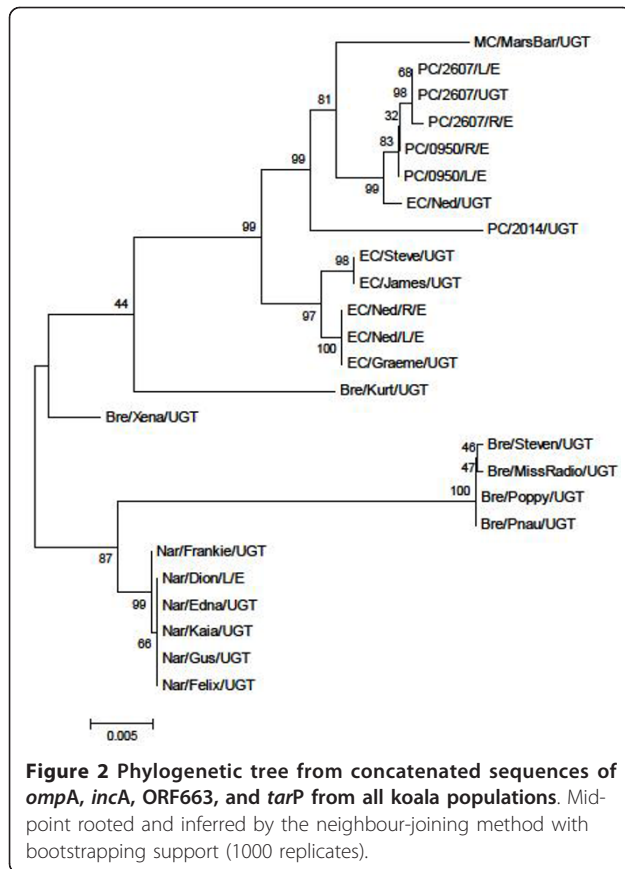 MC/MarsBar/UGT
68
PC/2607/L/E
98
PC/2607/UGT
81
32
PC/2607/R/E
83
PC/0950/R/E
99
PC/0950/L/E
99
EC/Ned/UGT
99
PC/2014/UGT
EC/Steve/UGT
98
EC/James/UGT
44
97
EC/Ned/R/E
EC/Ned/L/E
100
EC/Graeme/UGT
Bre/Kurt/UGT
Bre/Xena/UGT
46
Bre/Steven/UGT
47
Bre/MissRadio/UGT
100
Bre/Poppy/UGT
Bre/Pnau/UGT
87
Nar/Frankie/UGT
Nar/Dion/L/E
99
Nar/Edna/UGT
Nar/Kaia/UGT
66
Nar/Gus/UGT
Nar/Felix/UGT
0.005
Figure 2 Phylogenetic tree from concatenated sequences of
ompA, incA, ORF663, and tarP from all koala populations. Mid-
point rooted and inferred by the neighbour-joining method with
bootstrapping support (1000 replicates).